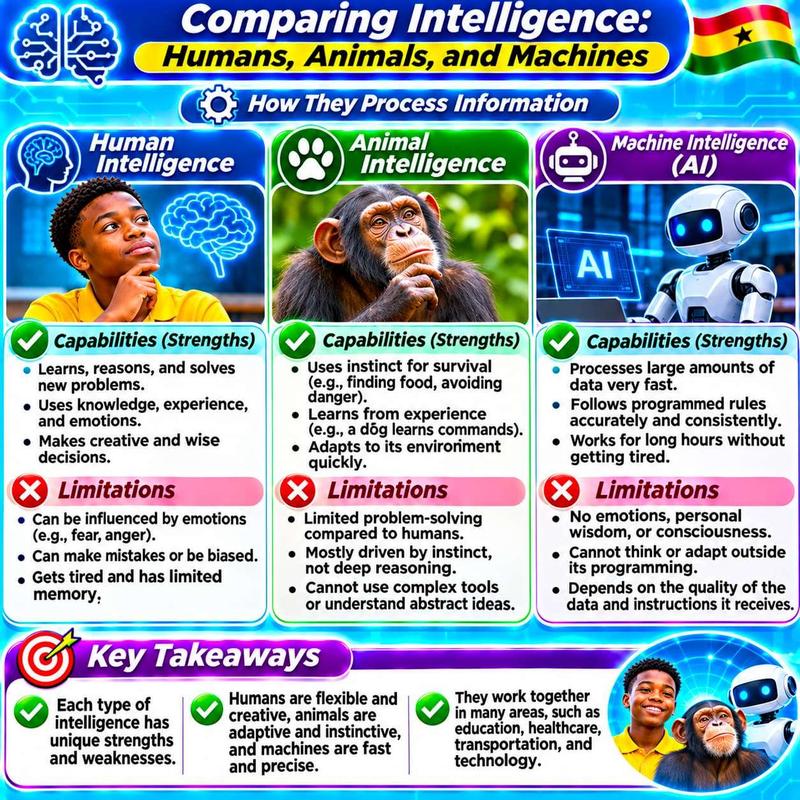 Comparing Intelligence:
Humans, Animals, and Machines
How They Process Information
Human
Intelligence
Capabilities (Strengths)
Learns, reasons, and solves
new problems.
Uses knowledge, experience,
and emotions.
Makes creative and wise
decisions.
Limitations
Can be influenced by emotions
(e.g., fear, anger).
Can make mistakes or be biased.
Gets tired and has limited
memory.
Animal
Intelligence
Capabilities (Strengths)
Uses instinct for survival
(e.g., finding food, avoiding
danger).
Learns from experience
(e.g., a dog learns commands).
Adapts to its environment
quickly.
Limitations
Limited problem-solving
compared to humans.
Mostly driven by instinct,
not deep reasoning.
Cannot use complex tools
or understand abstract ideas.
Machine Intelligence
(AI)
AI
Capabilities (Strengths)
Processes large amounts of
data very fast.
Follows programmed rules
accurately and consistently.
Works for long hours without
getting tired.
Limitations
No emotions, personal
wisdom, or consciousness.
Cannot think or adapt outside
its programming.
Depends on the quality of the
data and instructions it receives.
Key Takeaways
Each type of
intelligence has
unique strengths
and weaknesses.
Humans are flexible and
creative, animals are
adaptive and instinctive,
and machines are fast
and precise.
They work together
in many areas, such as
education, healthcare,
transportation, and
technology.